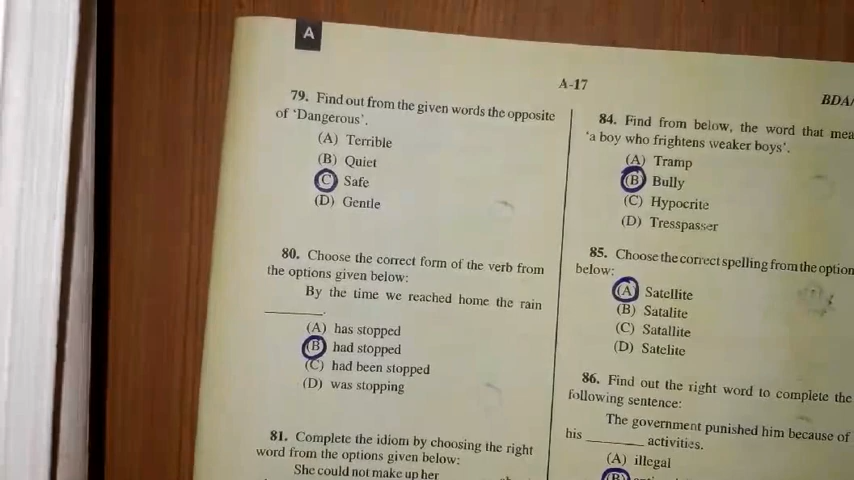 A
A-17
BDA/
79. Find out from the given words the opposite
of ‘Dangerous’.
(A) Terrible
(B) Quiet
(C) Safe
(D) Gentle
80. Choose the correct form of the verb from
the options given below:
By the time we reached home the rain
________.
(A) has stopped
(B) had stopped
(C) had been stopped
(D) was stopping
81. Complete the idiom by choosing the right
word from the options given below:
She could not make up her
84. Find from below, the word that mea
‘a boy who frightens weaker boys’.
(A) Tramp
(B) Bully
(C) Hypocrite
(D) Tresspasser
85. Choose the correct spelling from the option
below:
(A) Satellite
(B) Satalite
(C) Satallite
(D) Satelite
86. Find out the right word to complete the
following sentence:
The government punished him because of
his ________ activities.
(A) illegal
(B)